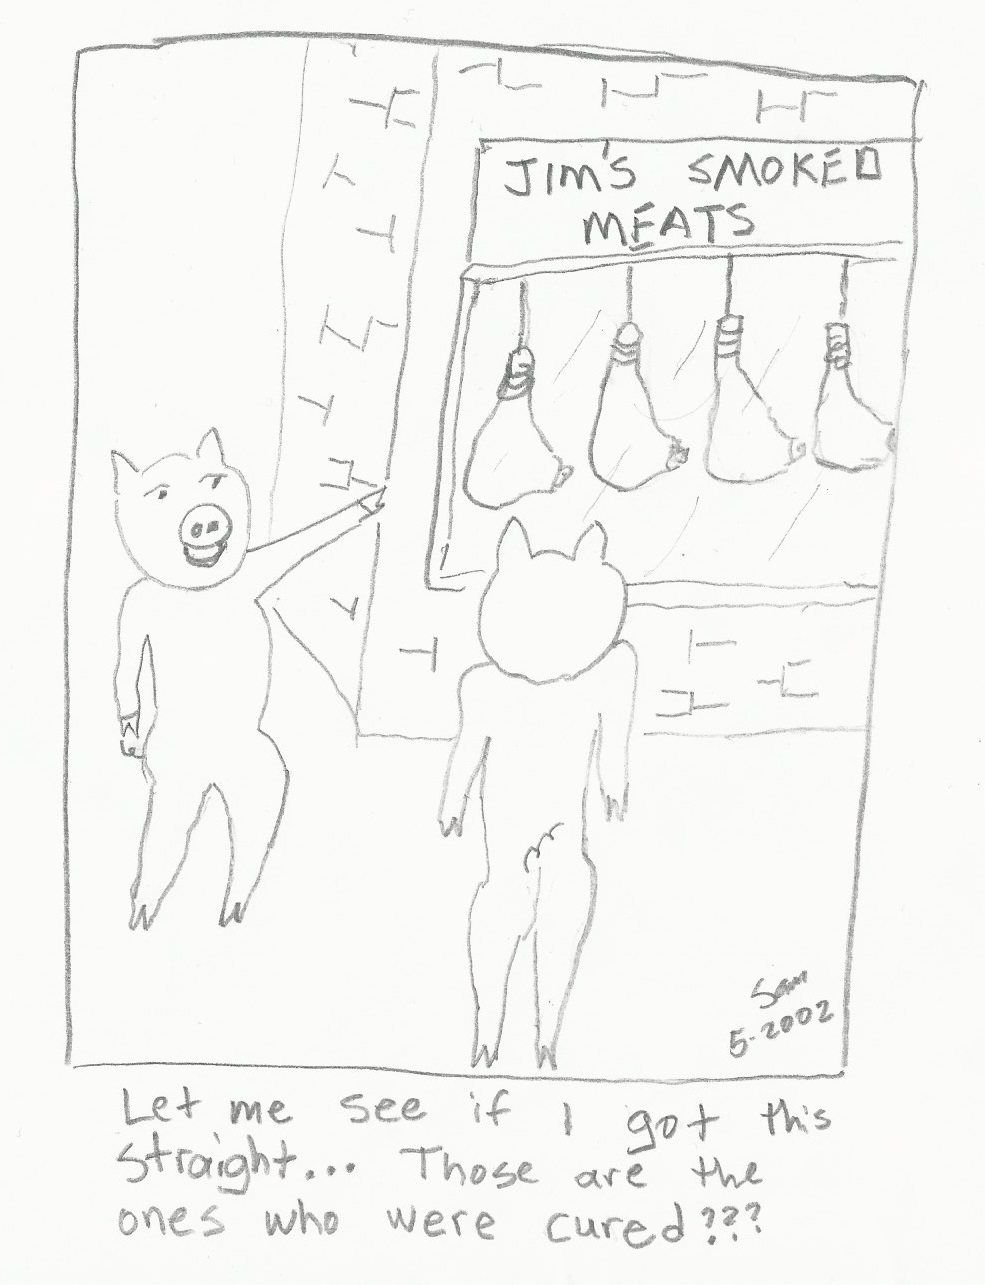 JIM'S SMOKED
MEATS
Sam
5-2002
Let me see if I got this
straight... Those are the
ones who were cured???